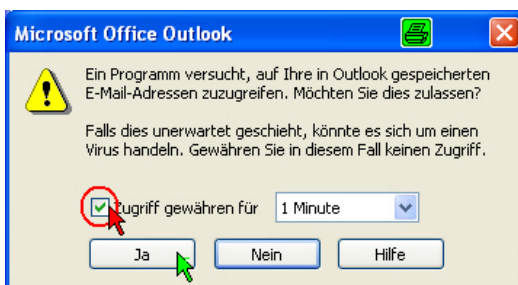 Microsoft Office Outlook
Ein Programm versucht, auf Ihre in Outlook gespeicherten
E-Mail-Adressen zuzugreifen. Möchten Sie dies zulassen?
Falls dies unerwartet geschieht, könnte es sich um einen
Virus handeln. Gewähren Sie in diesem Fall keinen Zugriff.
Zugriff gewähren für 1 Minute
Ja Nein Hilfe